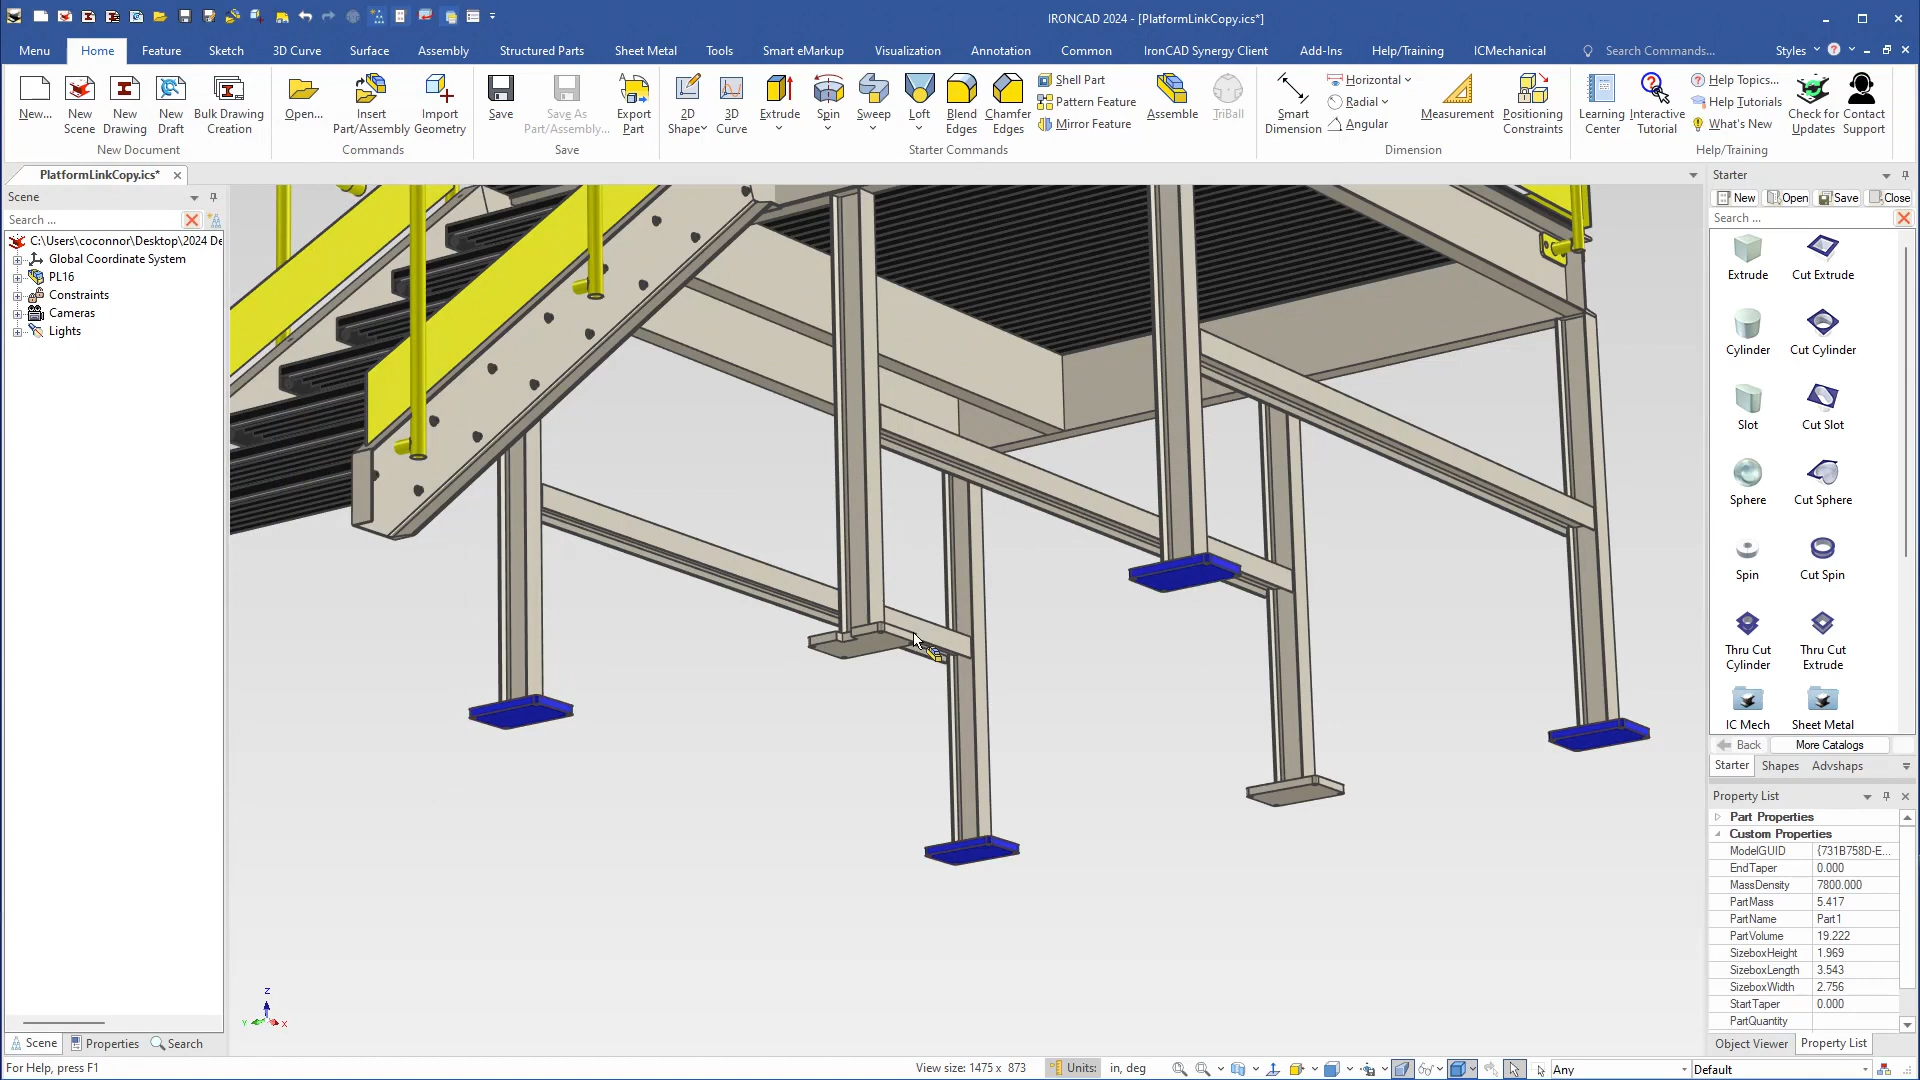 IRONCAD 2024 - [PlatformLinkCopy.ics*]
Menu Home Feature Sketch 3D Curve Surface Assembly Structured Parts Sheet Metal Tools Smart eMarkup Visualization Annotation Common IronCAD Synergy Client Add-Ins Help/Training ICMechanical Search Commands... Styles
New... New Scene New Drawing New Draft Bulk Drawing Creation
New Document
Open... Insert Part/Assembly Import Geometry
Commands
Save Save As Part/Assembly... Export Part
Save
2D Shape 3D Curve Extrude Spin Sweep Loft Blend Edges Chamfer Edges
Shell Part
Pattern Feature
Mirror Feature
Assemble TriBall
Starter Commands
Smart Dimension
Horizontal
Radial
Angular
Measurement Positioning Constraints
Dimension
Learning Center Interactive Tutorial
Help Topics...
Help Tutorials
What's New
Check for Updates Contact Support
Help/Training
PlatformLinkCopy.ics*
Scene
Search ...
C:\Users\coconnor\Desktop\2024 De
Global Coordinate System
PL16
Constraints
Cameras
Lights
Z
Y X
Scene Properties Search
Starter
New Open Save Close
Search ...
Extrude Cut Extrude
Cylinder Cut Cylinder
Slot Cut Slot
Sphere Cut Sphere
Spin Cut Spin
Thru Cut Cylinder Thru Cut Extrude
IC Mech Sheet Metal
Back More Catalogs
Starter Shapes Advshaps
Property List
Part Properties
Custom Properties
ModelGUID {731B758D-E...
EndTaper 0.000
MassDensity 7800.000
PartMass 5.417
PartName Part1
PartVolume 19.222
SizeboxHeight 1.969
SizeboxLength 3.543
SizeboxWidth 2.756
StartTaper 0.000
PartQuantity
Object Viewer Property List
For Help, press F1 View size: 1475 x 873 Units: in, deg Any Default